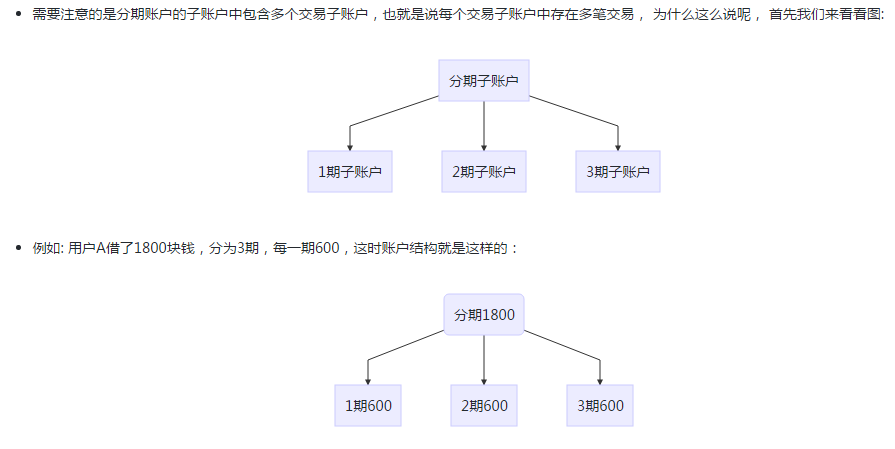 需要注意的是分期账户的子账户中包含多个交易子账户，也就是说每个交易子账户中存在多笔交易， 为什么这么说呢， 首先我们来看看图:
分期子账户
1期子账户 2期子账户 3期子账户
例如: 用户A借了1800块钱，分为3期，每一期600，这时账户结构就是这样的：
分期1800
1期600 2期600 3期600